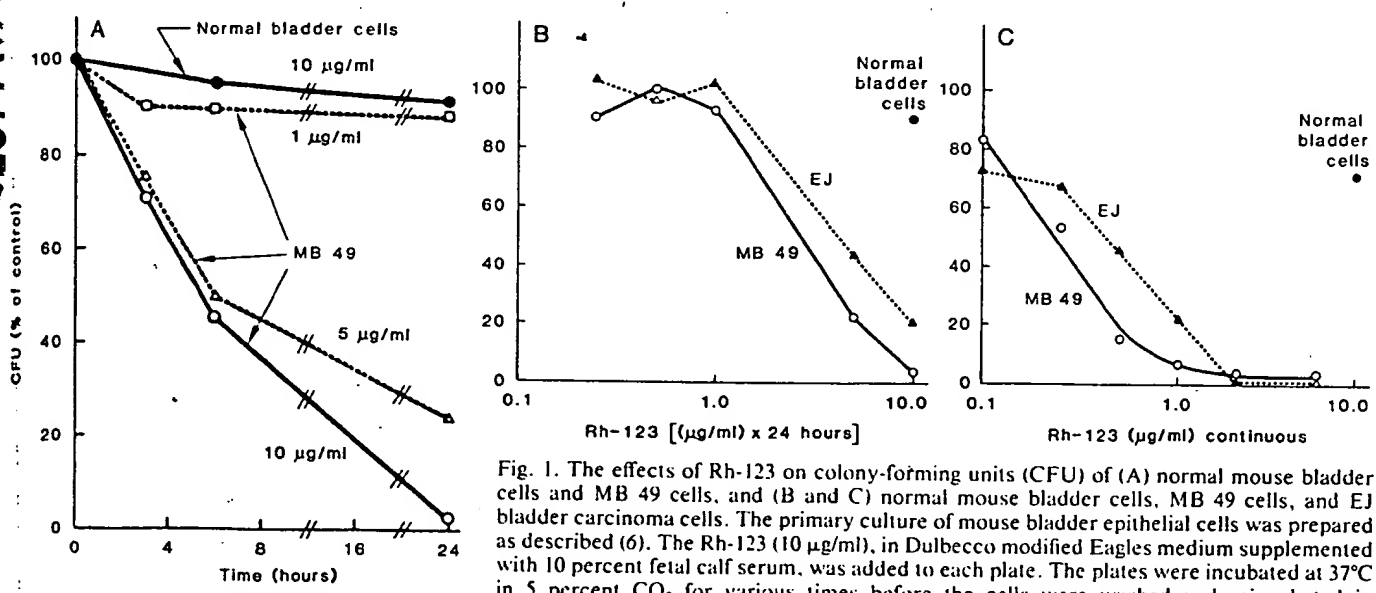 A
Normal bladder cells
10 µg/ml
1 µg/ml
MB 49
5 µg/ml
10 µg/ml
CFU (% of control)
100
80
60
40
20
0
0
4
8
16
24
Time (hours)
B
Normal
bladder
cells
EJ
MB 49
100
80
60
40
20
0
0.1
1.0
10.0
Rh-123 [(µg/ml) x 24 hours]
C
Normal
bladder
cells
EJ
MB 49
100
80
60
40
20
0
0.1
1.0
10.0
Rh-123 (µg/ml) continuous
Fig. 1. The effects of Rh-123 on colony-forming units (CFU) of (A) normal mouse bladder
cells and MB 49 cells, and (B and C) normal mouse bladder cells, MB 49 cells, and EJ
bladder carcinoma cells. The primary culture of mouse bladder epithelial cells was prepared
as described (6). The Rh-123 (10 µg/ml), in Dulbecco modified Eagles medium supplemented
with 10 percent fetal calf serum, was added to each plate. The plates were incubated at 37°C
in 5 percent CO₂ for various times before the cells were washed